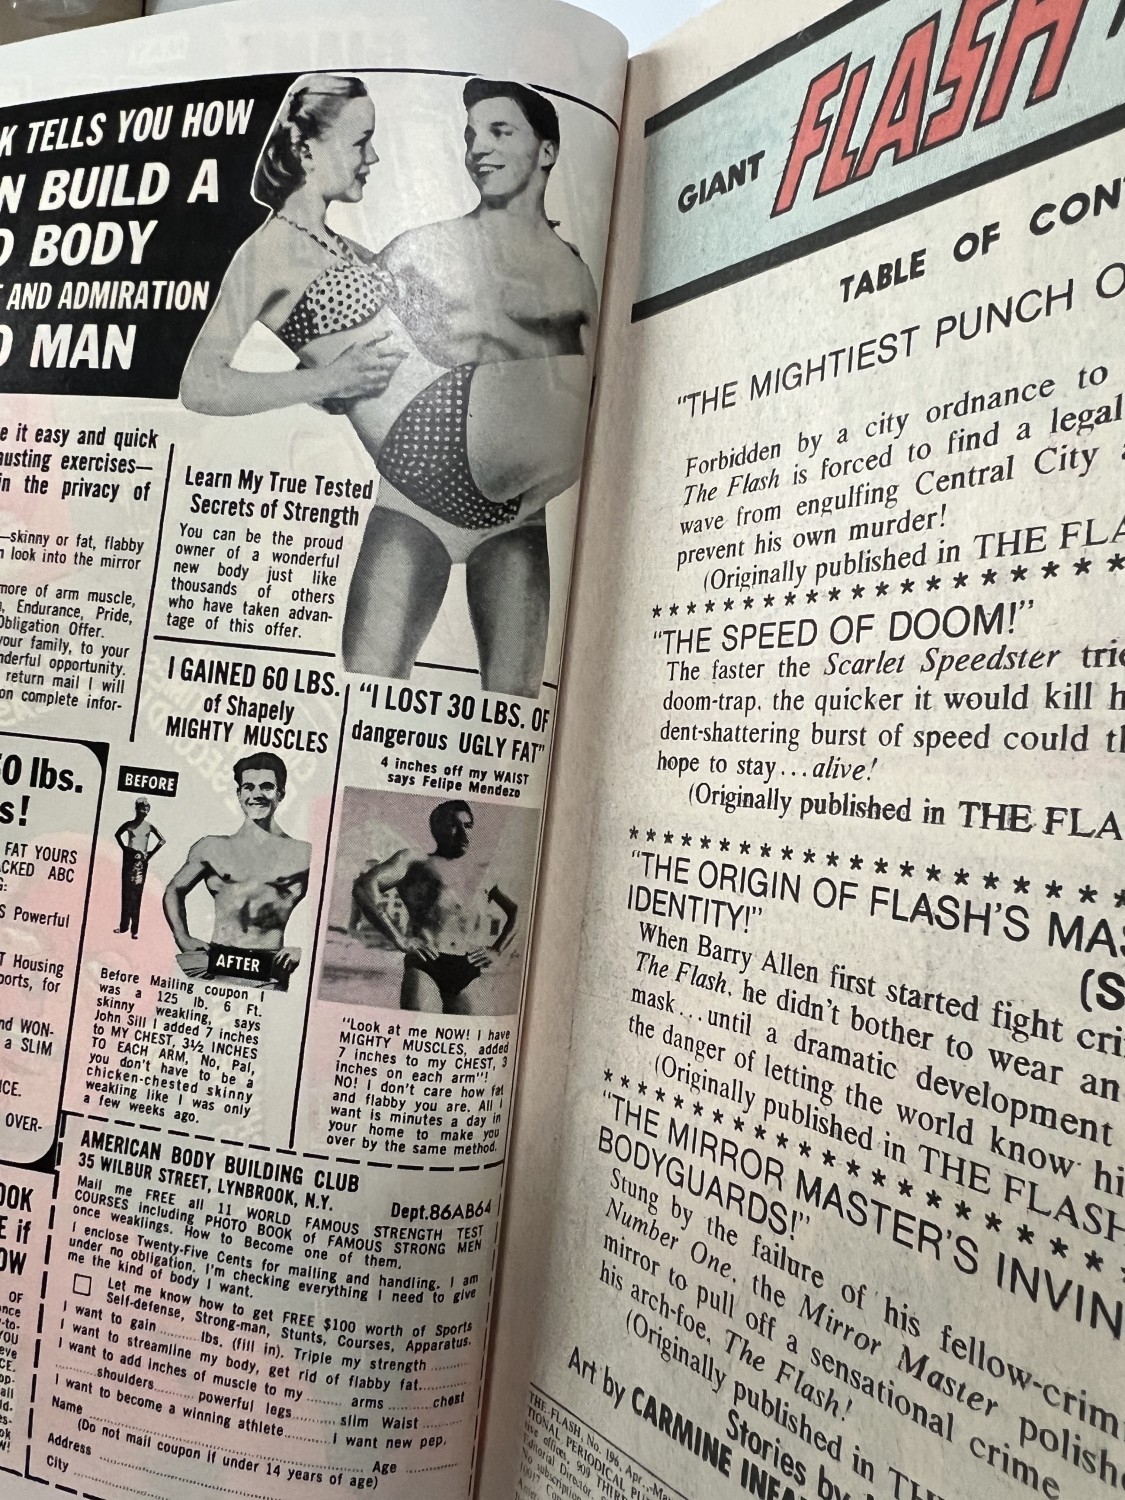 K TELLS YOU HOW
N BUILD A
D BODY
AND ADMIRATION
D MAN
e it easy and quick
austing exercises—
in the privacy of
—skinny or fat, flabby
n look into the mirror
more of arm muscle,
, Endurance, Pride,
Obligation Offer.
your family, to your
nderful opportunity.
return mail I will
on complete infor-
Learn My True Tested
Secrets of Strength
You can be the proud
owner of a wonderful
new body just like
thousands of others
who have taken advan-
tage of this offer.
I GAINED 60 LBS.
of Shapely
MIGHTY MUSCLES
BEFORE
AFTER
Before Mailing coupon I
was a 125 lb. 6 Ft.
skinny weakling, says
John Sill I added 7 inches
to MY CHEST, 3½ INCHES
TO EACH ARM, No, Pal,
you don't have to be a
chicken-chested skinny
weakling like I was only
a few weeks ago.
"I LOST 30 LBS. OF
dangerous UGLY FAT"
4 inches off my WAIST
says Felipe Mendezo
"Look at me NOW! I have
MIGHTY MUSCLES, added
7 inches to my CHEST, 3
inches on each arm"!
NO! I don't care how fat
and flabby you are. All I
want is minutes a day in
your home to make you
over by the same method.
0 lbs.
s!
FAT YOURS
CKED ABC
G:
S Powerful
T Housing
ports, for
nd WON-
a SLIM
ICE.
OVER-
OOK
E if
OW
OF
AMERICAN BODY BUILDING CLUB
35 WILBUR STREET, LYNBROOK, N.Y. Dept.86AB64
Mail me FREE all 11 WORLD FAMOUS STRENGTH TEST
COURSES including PHOTO BOOK of FAMOUS STRONG MEN
once weaklings. How to Become one of them.
I enclose Twenty-Five Cents for mailing and handling. I am
under no obligation. I'm checking everything I need to give
me the kind of body I want.
Let me know how to get FREE $100 worth of Sports
Self-defense, Strong-man, Stunts, Courses, Apparatus.
I want to gain .......... lbs. (fill in). Triple my strength ..........
I want to streamline my body, get rid of flabby fat..........
I want to add inches of muscle to my ........ arms ........ chest
..........shoulders.......... powerful legs .......... slim Waist ..........
I want to become a winning athlete..........I want new pep.
Name .......... Age ..........
(Do not mail coupon if under 14 years of age)
Address ..........
City ..........
GIANT FLASH
TABLE OF CON
"THE MIGHTIEST PUNCH O
Forbidden by a city ordnance to
The Flash is forced to find a legal
wave from engulfing Central City a
prevent his own murder!
(Originally published in THE FLA
* * * * * * * * * * * * * * * * * * * *
"THE SPEED OF DOOM!"
The faster the Scarlet Speedster trie
doom-trap, the quicker it would kill h
dent-shattering burst of speed could t
hope to stay...alive!
(Originally published in THE FLA
* * * * * * * * * * * * * * * * * * * *
"THE ORIGIN OF FLASH'S MAS
IDENTITY!"
(S
When Barry Allen first started fight cri
The Flash, he didn't bother to wear an
mask...until a dramatic development
the danger of letting the world know hi
(Originally published in THE FLASH
* * * * * * * * * * * * * * * * * * * *
"THE MIRROR MASTER'S INVIN
BODYGUARDS!"
Stung by the failure of his fellow-crim
Number One, the Mirror Master polish
mirror to pull off a sensational crime
his arch-foe, The Flash!
(Originally published in TH
Stories by
Art by CARMINE INFA
THE FLASH, No. 196, Apr.-Ma